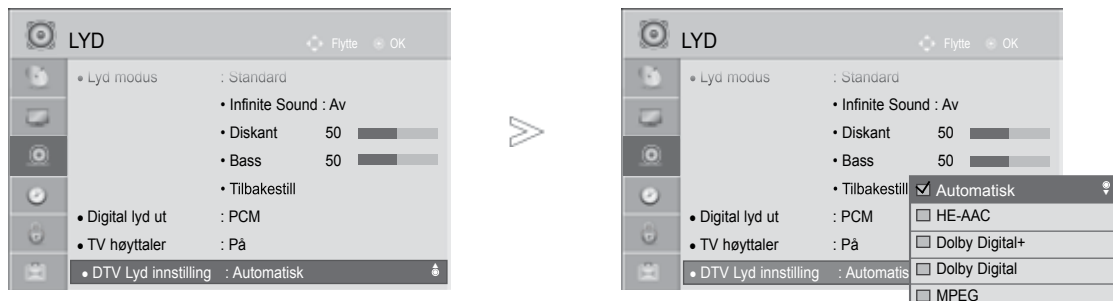 LYD
Flytte OK
• Lyd modus : Standard
• Infinite Sound : Av
• Diskant 50
• Bass 50
• Tilbakestill
• Digital lyd ut : PCM
• TV høyttaler : På
• DTV Lyd innstilling : Automatisk
LYD
Flytte OK
• Lyd modus : Standard
• Infinite Sound : Av
• Diskant 50
• Bass 50
• Tilbakestill
• Digital lyd ut : PCM
• TV høyttaler : På
• DTV Lyd innstilling : Automatis
Automatisk
HE-AAC
Dolby Digital+
Dolby Digital
MPEG